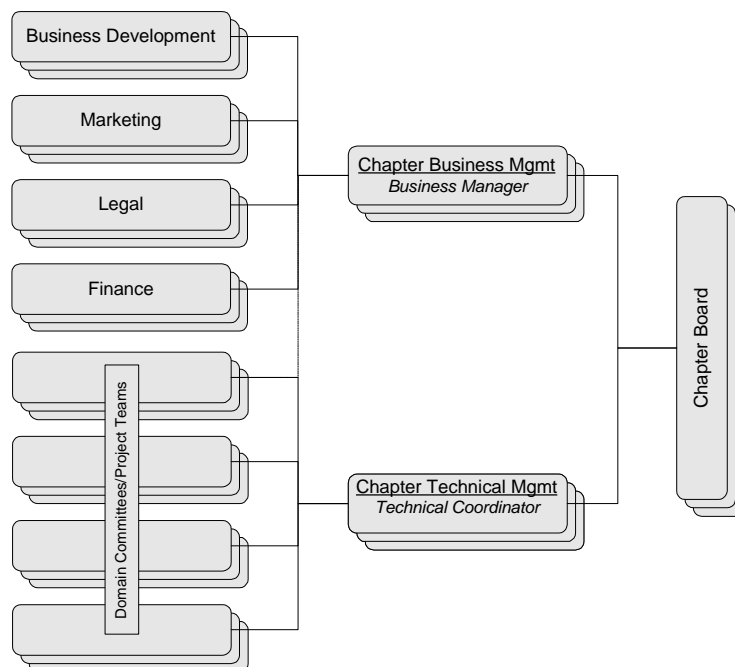 Business Development
Marketing
Legal
Finance
Domain Committees/Project Teams
Chapter Business Mgmt
Business Manager
Chapter Technical Mgmt
Technical Coordinator
Chapter Board